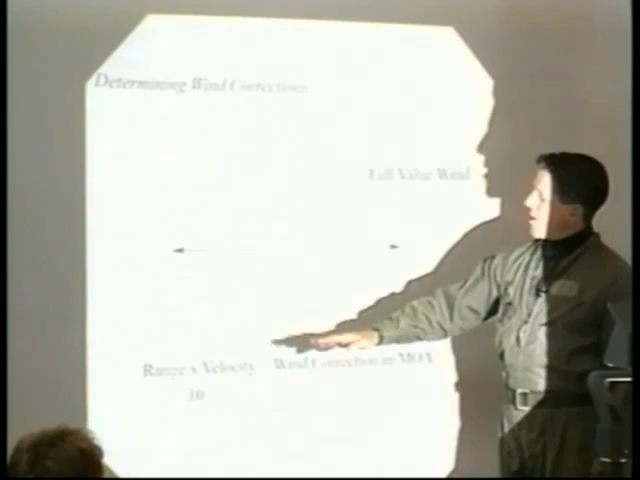 Determining Wind Corrections
Full Value Wind
Range x Velocity Wind Correction in MOA
10